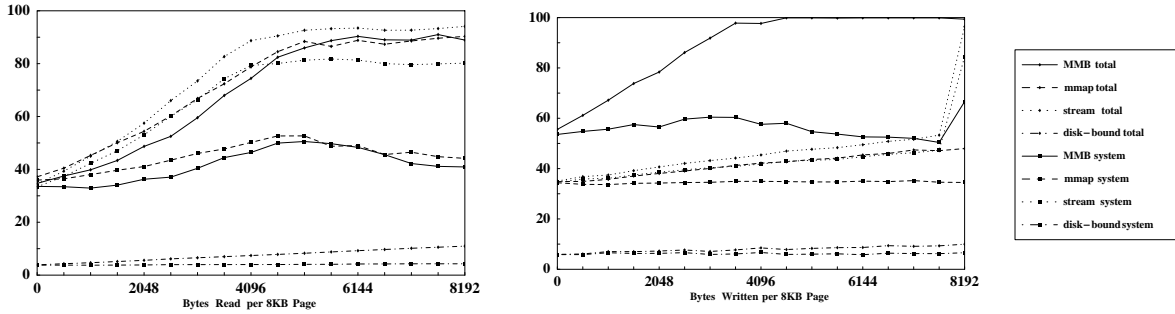 100
80
60
40
20
0
0 2048 4096 6144 8192
Bytes Read per 8KB Page
100
80
60
40
20
0
0 2048 4096 6144 8192
Bytes Written per 8KB Page
MMB total
mmap total
stream total
disk-bound total
MMB system
mmap system
stream system
disk-bound system